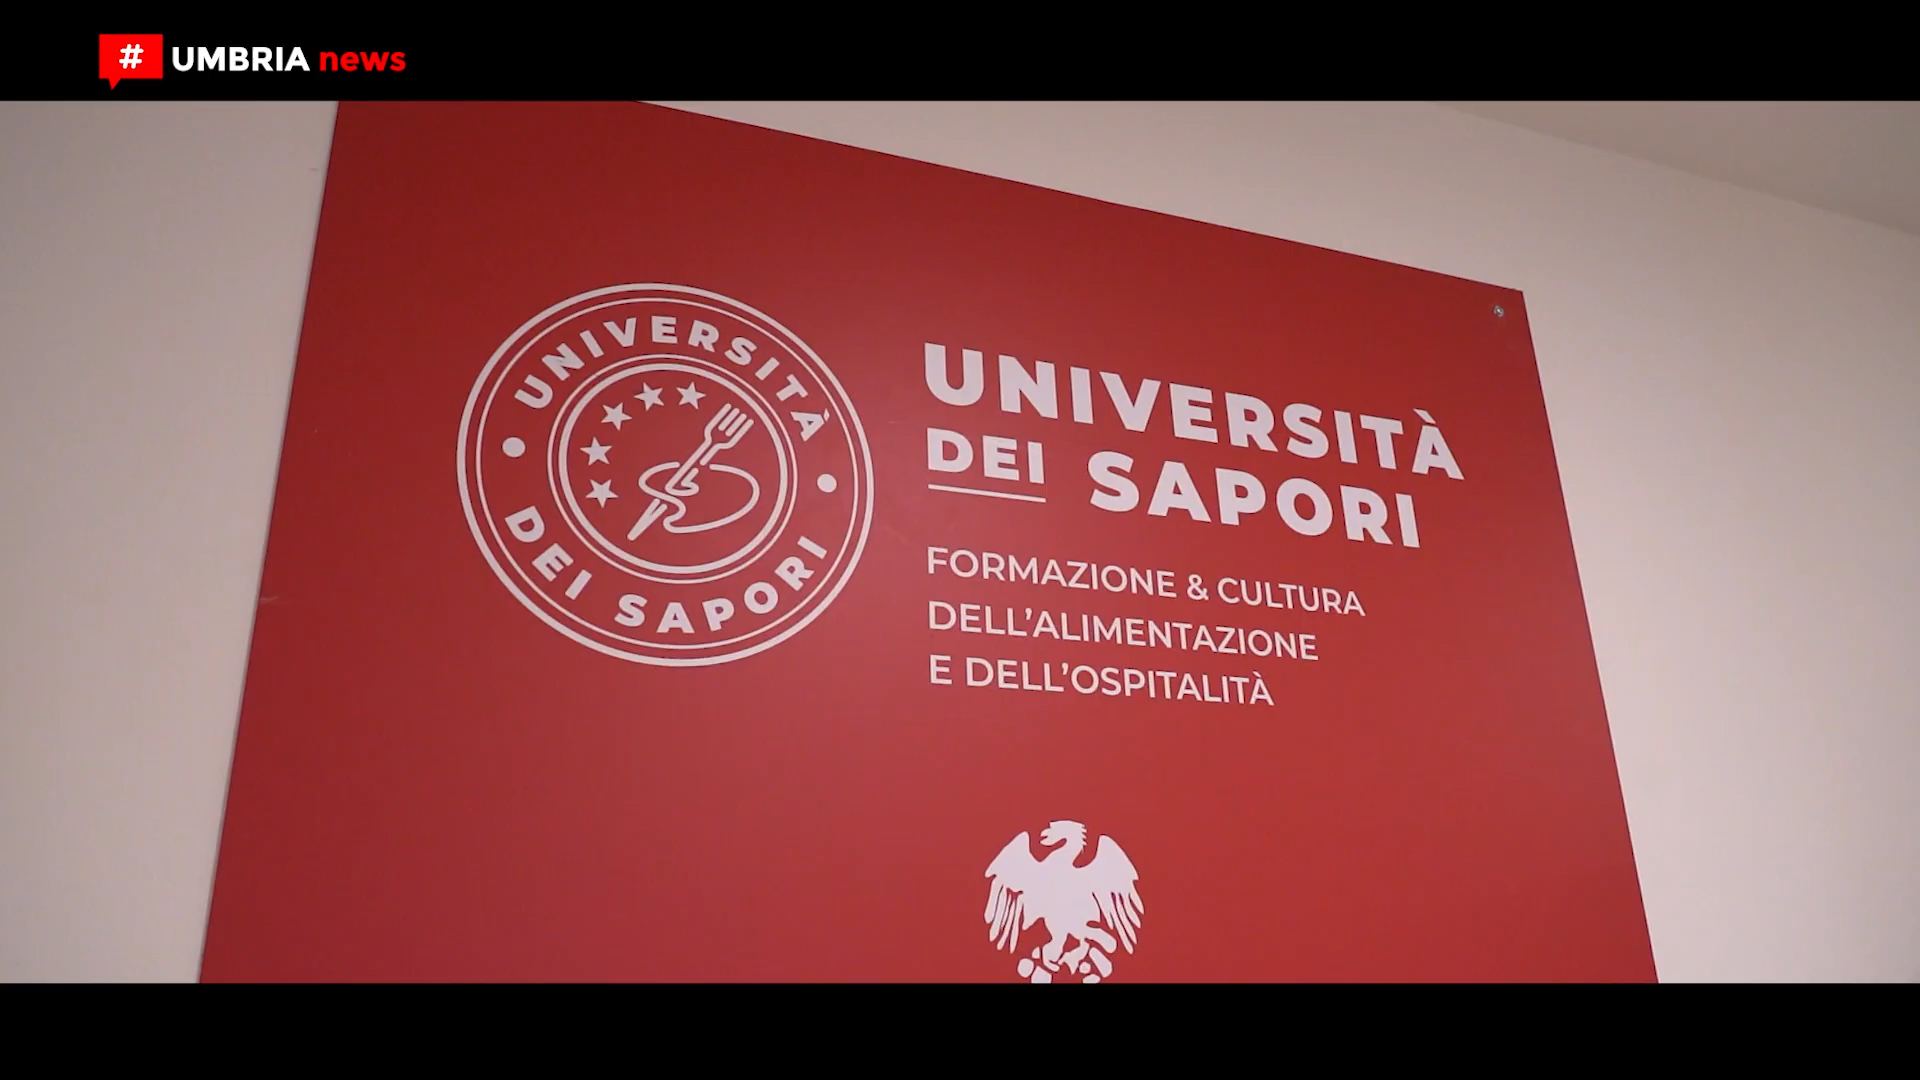 # UMBRIA news
UNIVERSITÀ
DEI SAPORI
UNIVERSITÀ
DEI SAPORI
FORMAZIONE & CULTURA
DELL'ALIMENTAZIONE
E DELL'OSPITALITÀ